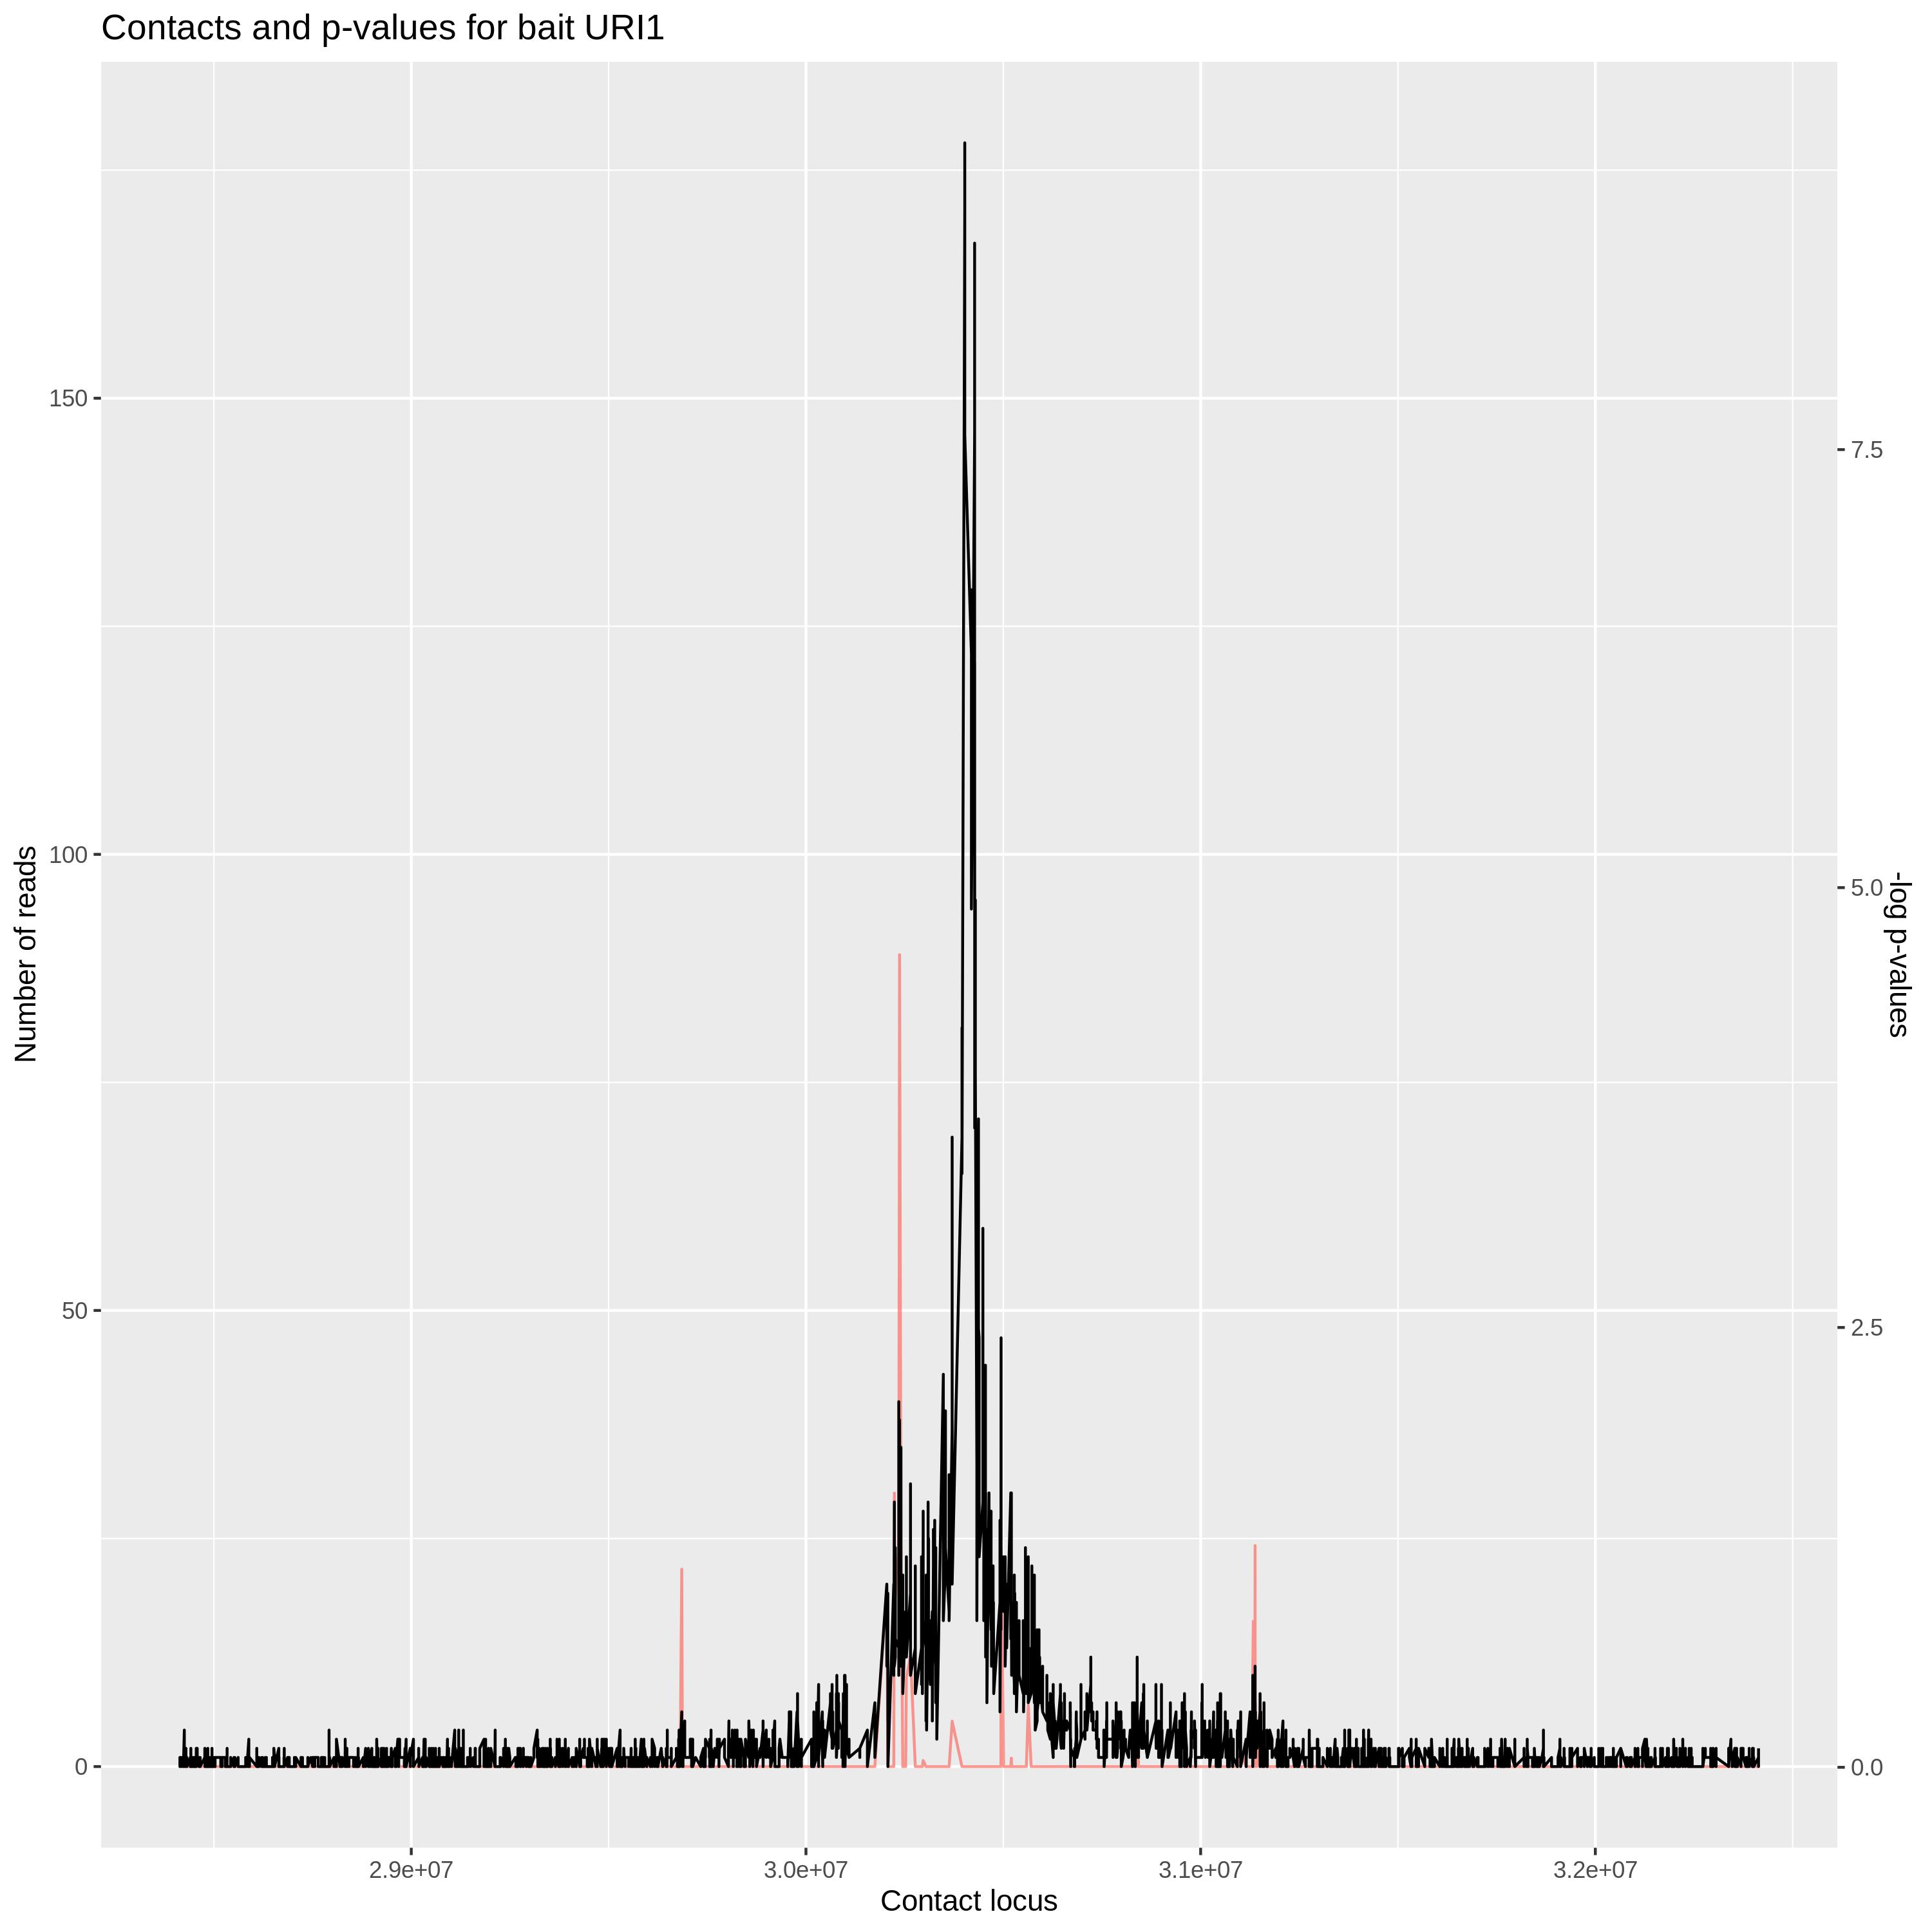 Contacts and p-values for bait URI1
150
100
50
0
Number of reads
7.5
5.0
2.5
0.0
-log p-values
2.9e+07
3.0e+07
3.1e+07
3.2e+07
Contact locus